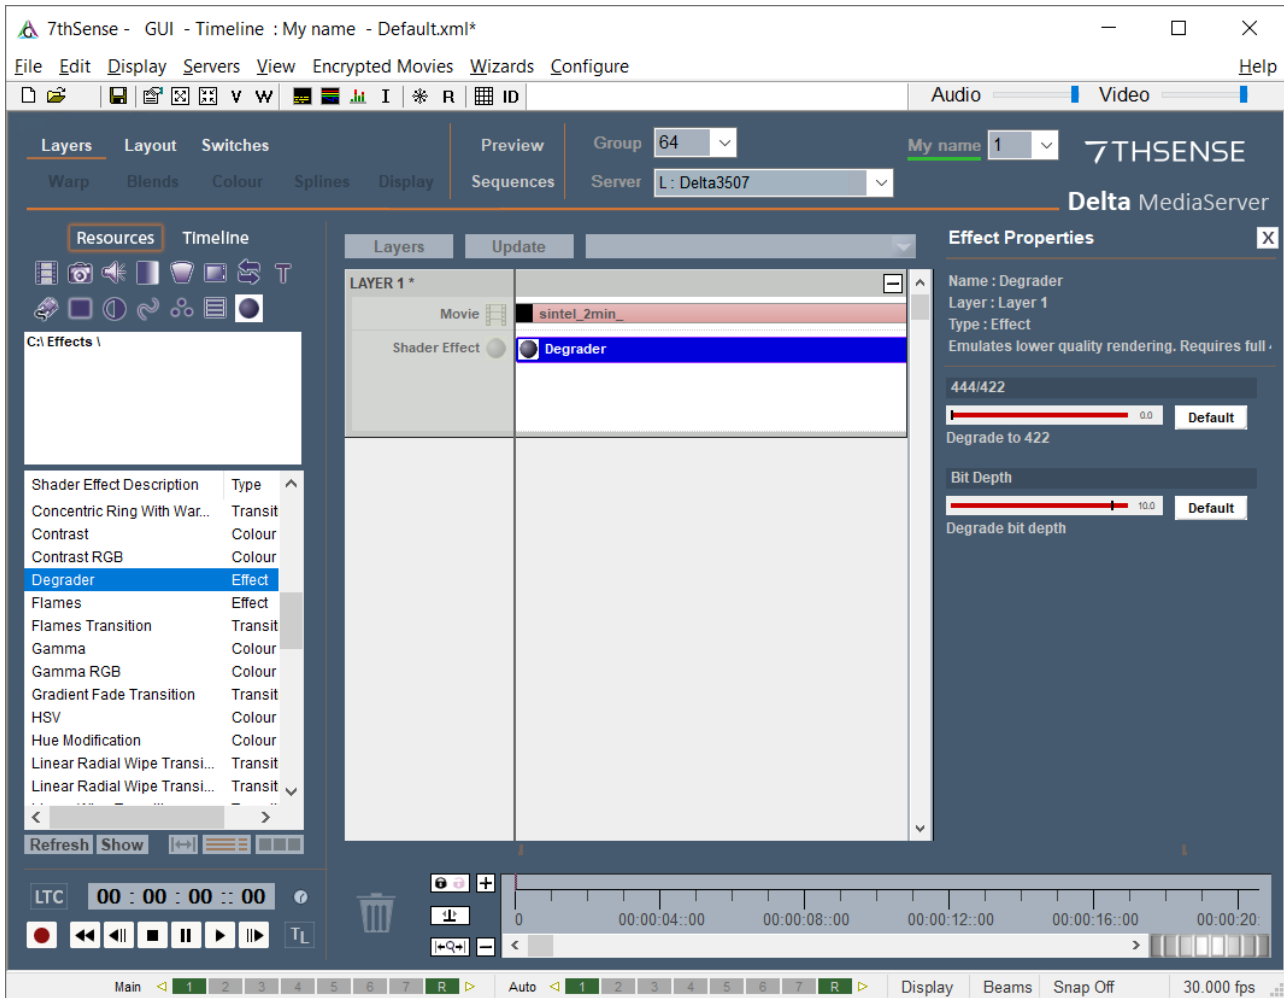 7thSense - GUI - Timeline : My name - Default.xml*
File Edit Display Servers View Encrypted Movies Wizards Configure Help
V W I R ID Audio Video
Layers Layout Switches Preview Group 64 My name 1 7THSENSE
Warp Blends Colour Splines Display Sequences Server L : Delta3507
Delta MediaServer
Resources Timeline
Layers Update
Effect Properties X
T
C:\ Effects \
LAYER 1 *
Movie sintel_2min_
Shader Effect Degrader
Name : Degrader
Layer : Layer 1
Type : Effect
Emulates lower quality rendering. Requires full
444/422
0.0 Default
Degrade to 422
Bit Depth
10.0 Default
Degrade bit depth
Shader Effect Description Type
Concentric Ring With War... Transit
Contrast Colour
Contrast RGB Colour
Degrader Effect
Flames Effect
Flames Transition Transit
Gamma Colour
Gamma RGB Colour
Gradient Fade Transition Transit
HSV Colour
Hue Modification Colour
Linear Radial Wipe Transi... Transit
Linear Radial Wipe Transi... Transit
Refresh Show
LTC 00 : 00 : 00 :: 00
TL
0 00:00:04::00 00:00:08::00 00:00:12::00 00:00:16::00 00:00:20:
Main 1 2 3 4 5 6 7 R Auto 1 2 3 4 5 6 7 R Display Beams Snap Off 30.000 fps